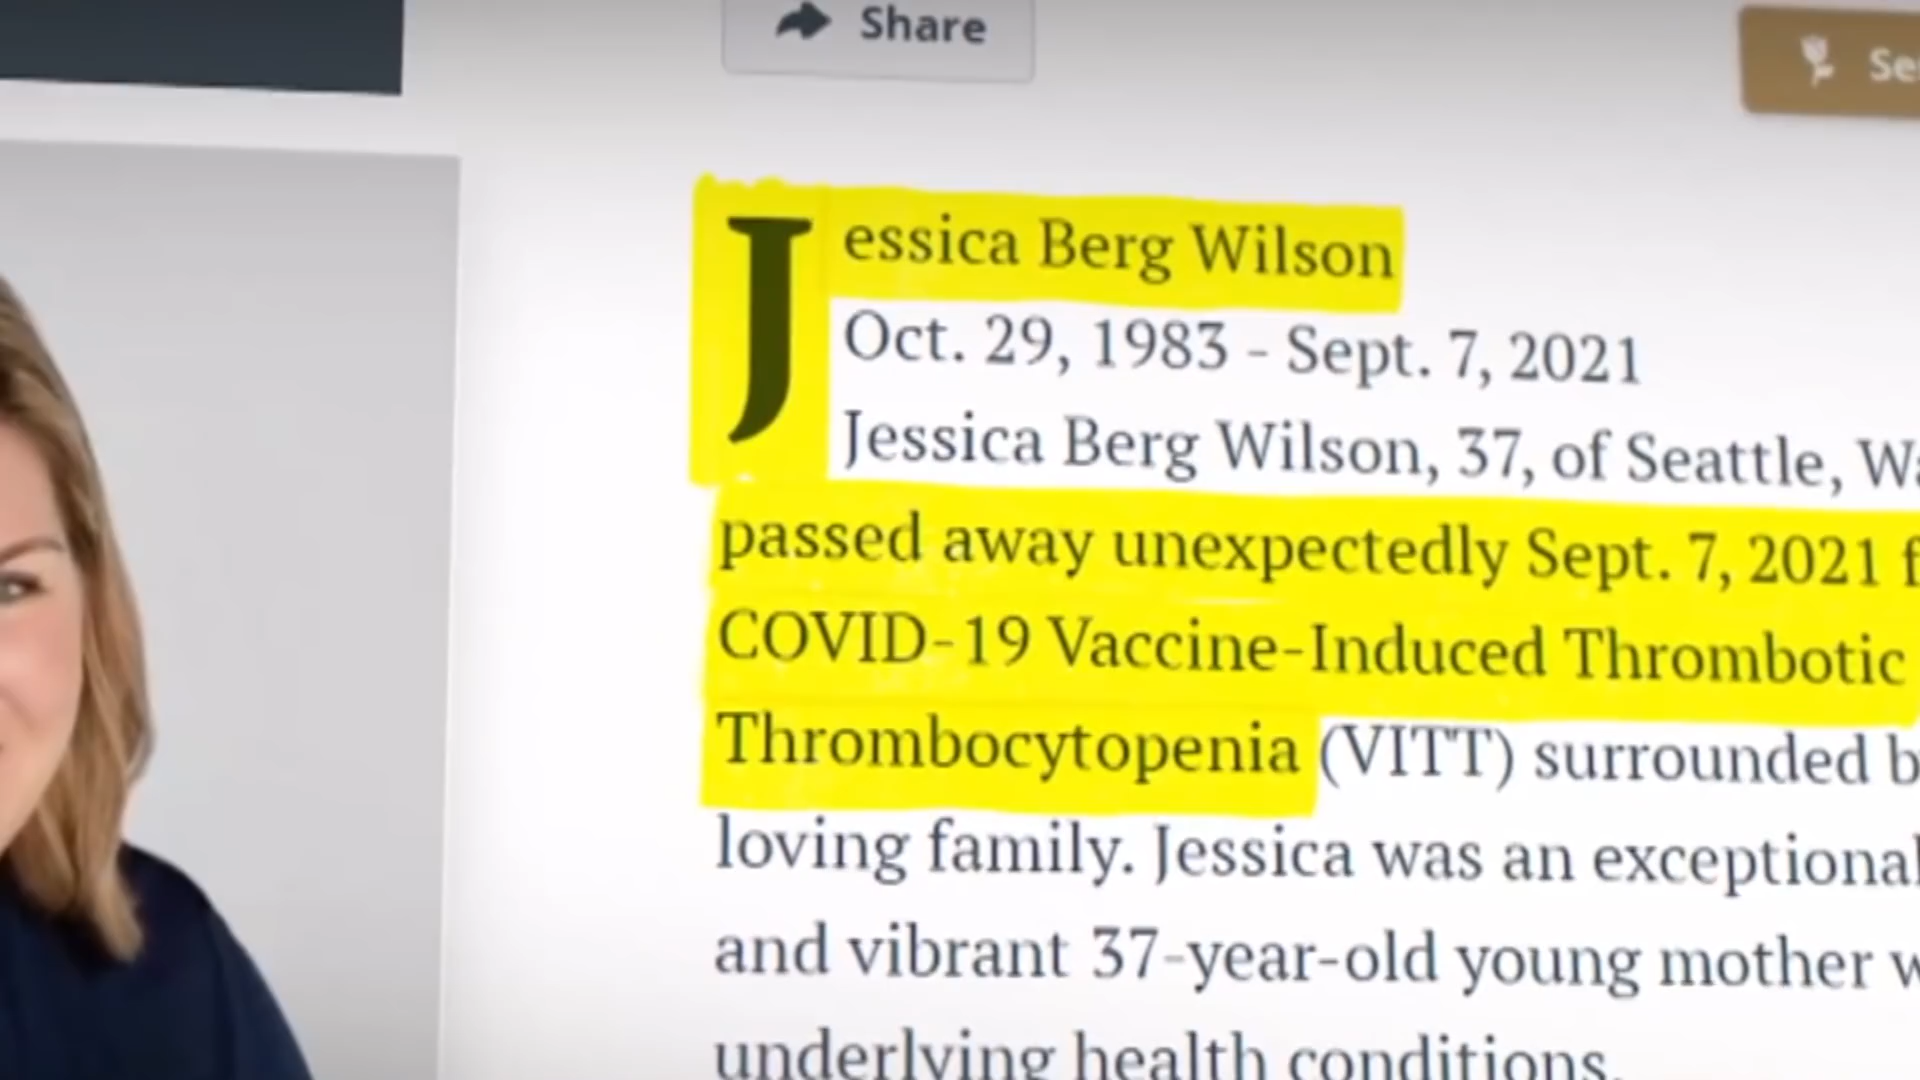 Share
Jessica Berg Wilson
Oct. 29, 1983 - Sept. 7, 2021
Jessica Berg Wilson, 37, of Seattle,
passed away unexpectedly Sept. 7, 2021
COVID-19 Vaccine-Induced Thrombotic
Thrombocytopenia (VITT) surrounded
loving family. Jessica was an exceptional
and vibrant 37-year-old young mother
underlying health conditions.